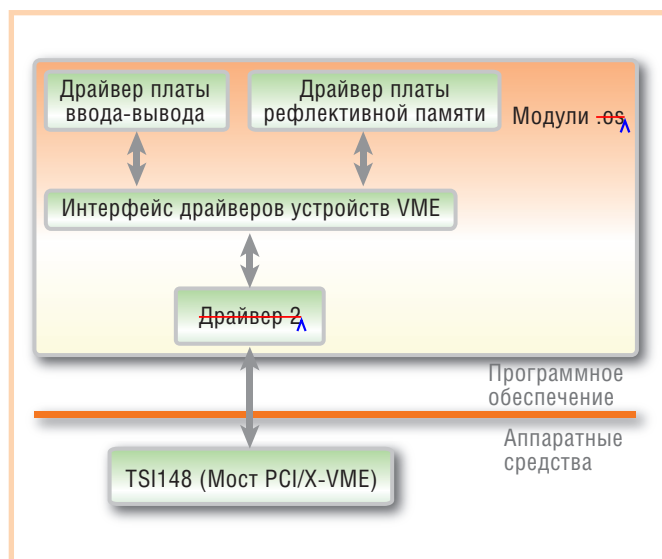 Драйвер платы
ввода-вывода
Драйвер платы
рефлективной памяти
Модули .os
Интерфейс драйверов устройств VME
Драйвер 2
Программное
обеспечение
Аппаратные
средства
TSI148 (Мост PCI/X-VME)